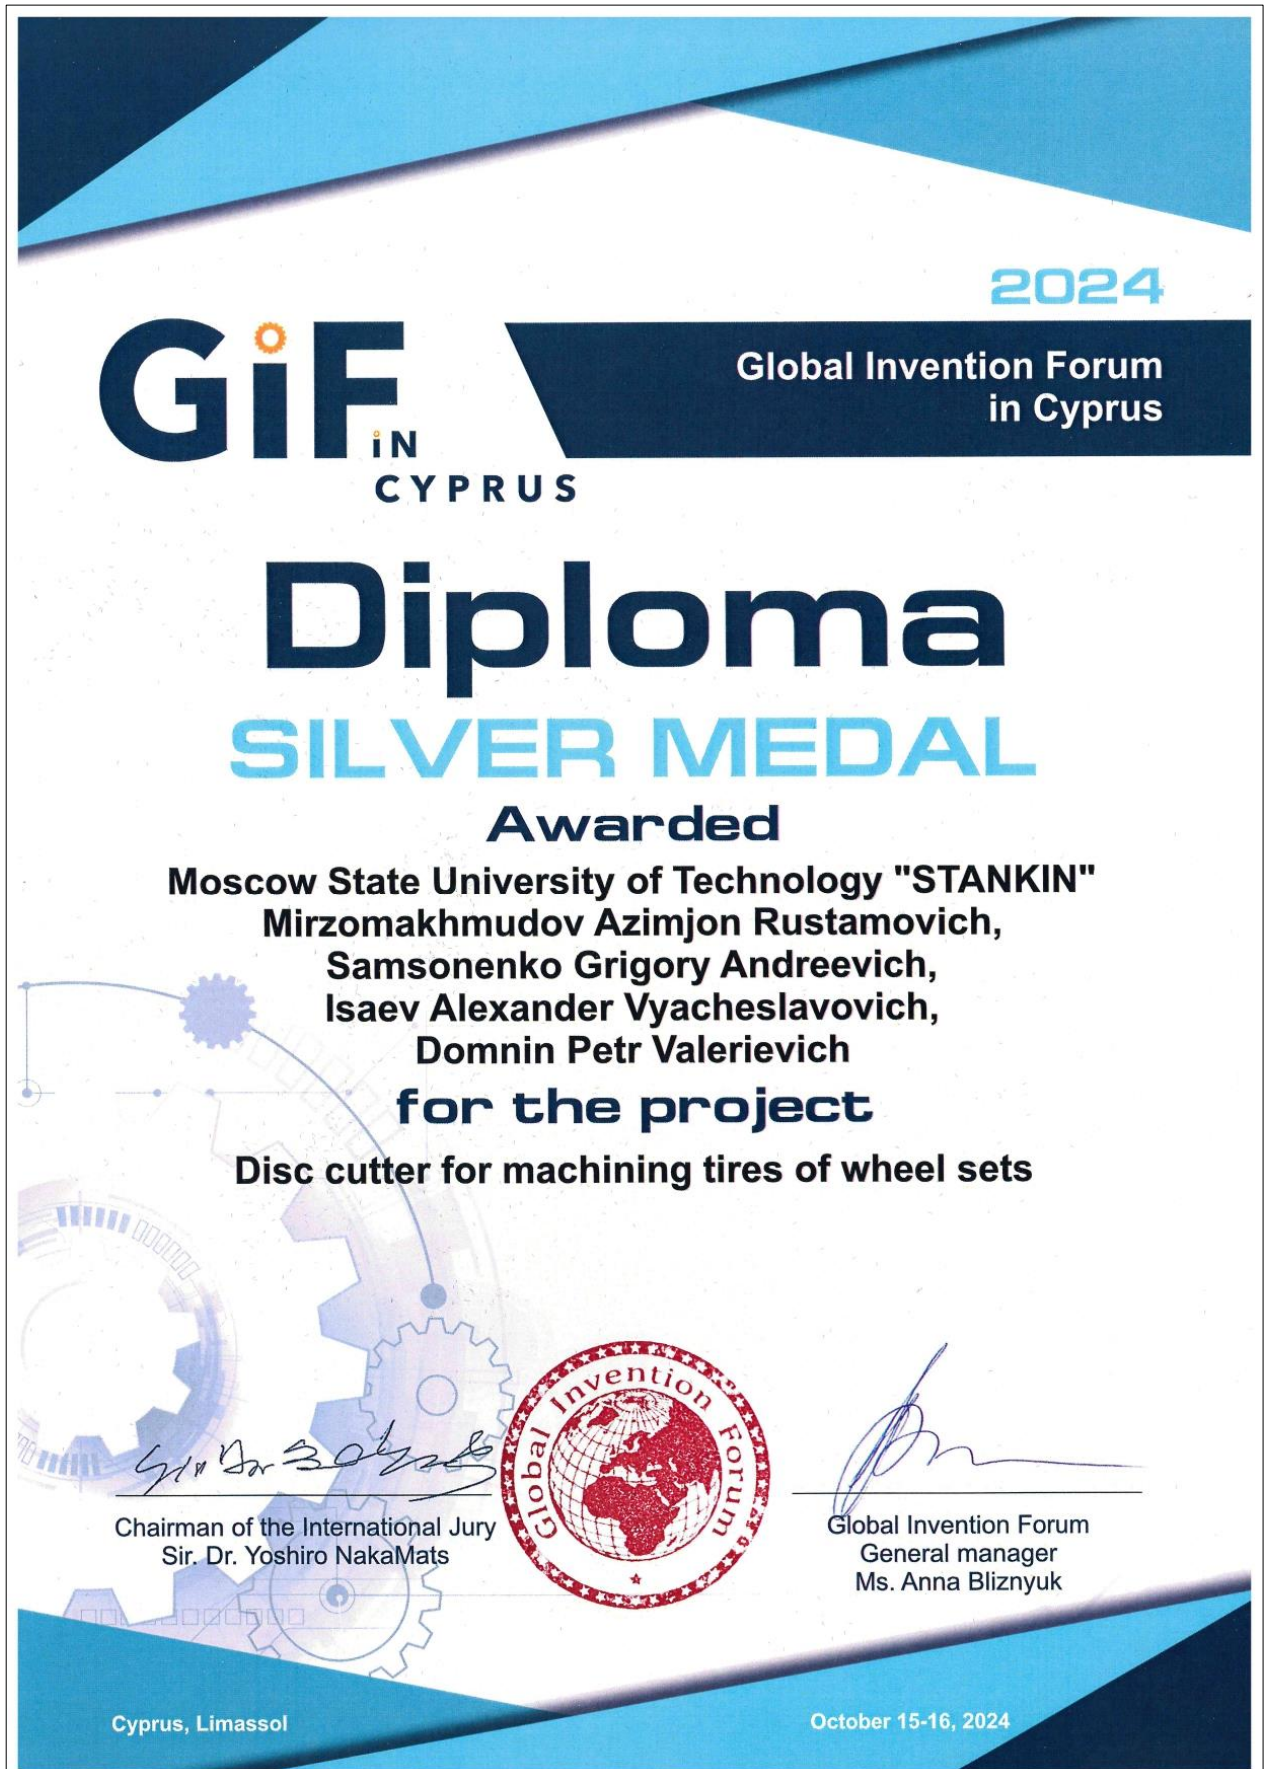 2024
GiF
iN
CYPRUS
Global Invention Forum
in Cyprus
Diploma
SILVER MEDAL
Awarded
Moscow State University of Technology "STANKIN"
Mirzomakhmudov Azimjon Rustamovich,
Samsonenko Grigory Andreevich,
Isaev Alexander Vyacheslavovich,
Domnin Petr Valerievich
for the project
Disc cutter for machining tires of wheel sets
Global Invention Forum
Chairman of the International Jury
Sir. Dr. Yoshiro NakaMats
Global Invention Forum
General manager
Ms. Anna Bliznyuk
Cyprus, Limassol
October 15-16, 2024